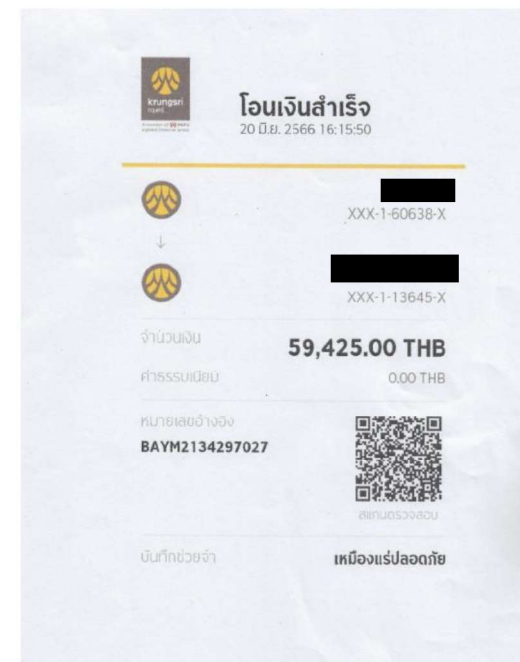 krungsri
กรุงศรี
โอนเงินสำเร็จ
20 มิ.ย. 2566 16:15:50
XXX-1-60638-X
XXX-1-13645-X
จำนวนเงิน
59,425.00 THB
ค่าธรรมเนียม
0.00 THB
หมายเลขอ้างอิง
BAYM2134297027
สแกนตรวจสอบ
บันทึกช่วยจำ
เหมืองแร่ปลอดภัย